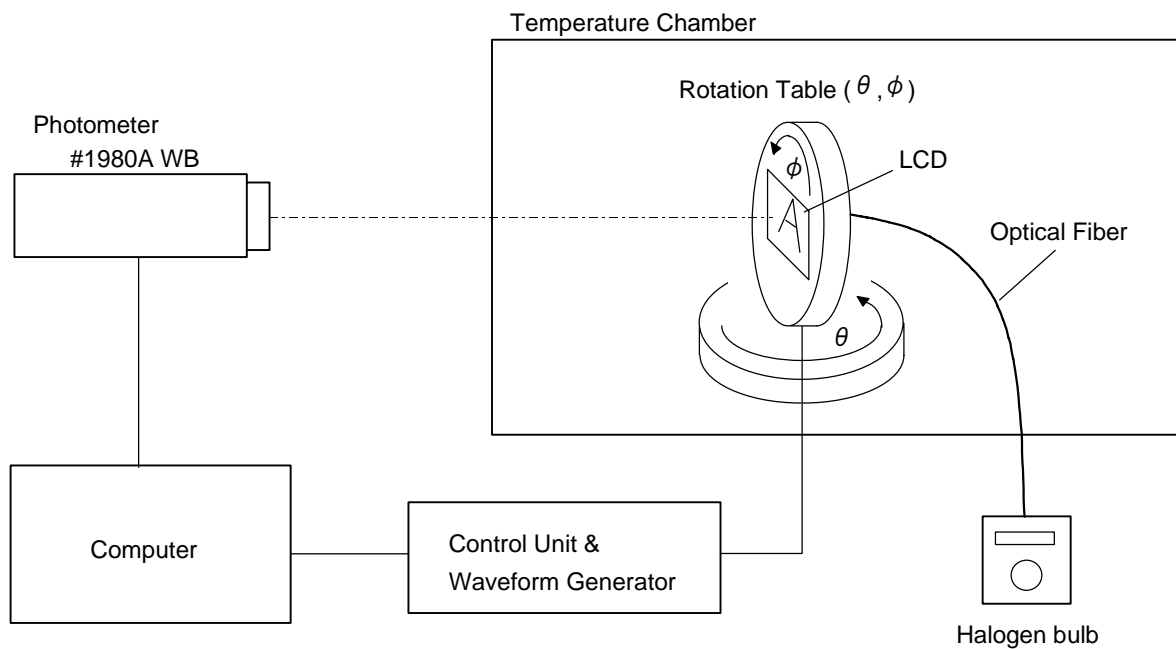 Temperature Chamber
Rotation Table ( θ , φ )
Photometer
#1980A WB
φ
LCD
A
Optical Fiber
θ
Computer
Control Unit &
Waveform Generator
Halogen bulb